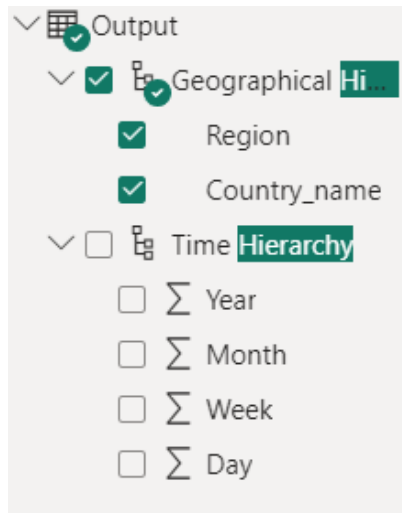 Output
Geographical Hi...
Region
Country_name
Time Hierarchy
Σ Year
Σ Month
Σ Week
Σ Day